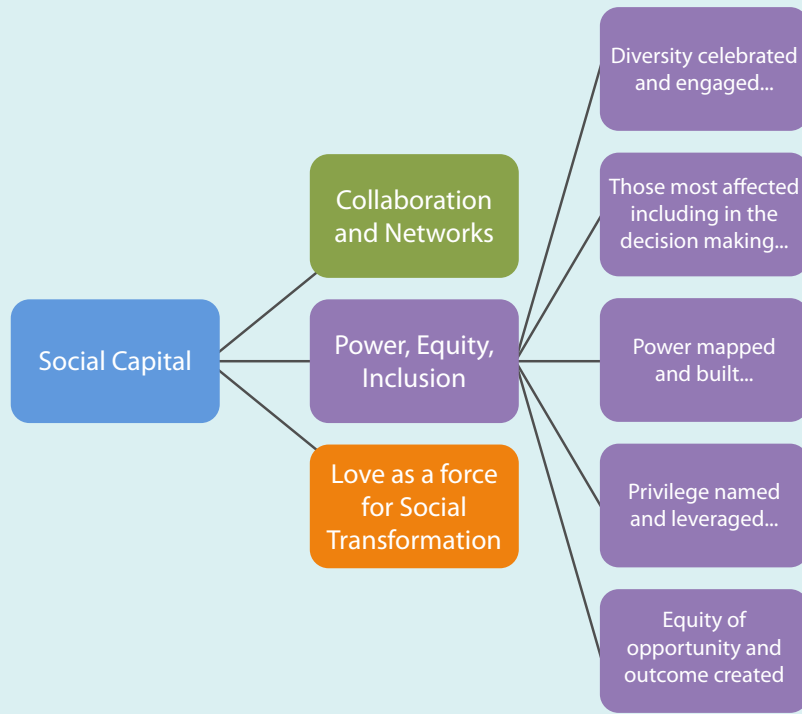 Social Capital
Collaboration
and Networks
Power, Equity,
Inclusion
Love as a force
for Social
Transformation
Diversity celebrated
and engaged...
Those most affected
including in the
decision making...
Power mapped
and built...
Privilege named
and leveraged...
Equity of
opportunity and
outcome created